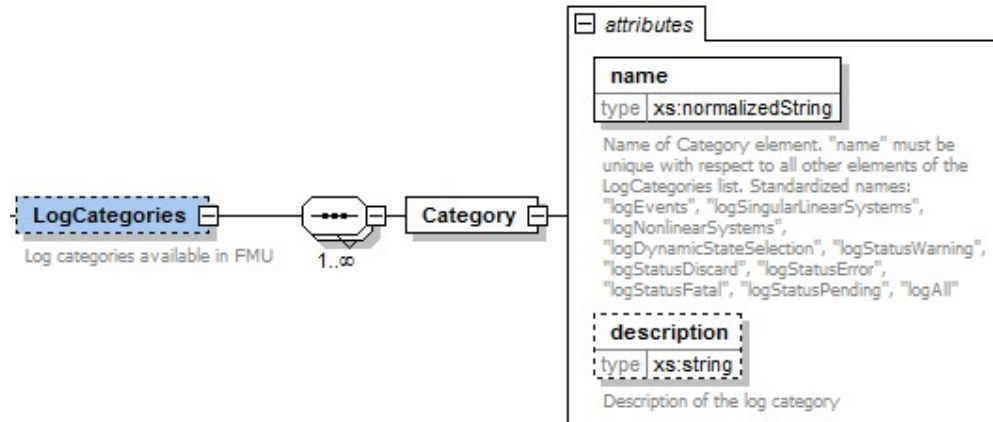 attributes
name
type xs:normalizedString
Name of Category element. "name" must be
unique with respect to all other elements of the
LogCategories list. Standardized names:
"logEvents", "logSingularLinearSystems",
"logNonlinearSystems",
"logDynamicStateSelection", "logStatusWarning",
"logStatusDiscard", "logStatusError",
"logStatusFatal", "logStatusPending", "logAll"
LogCategories
Category
Log categories available in FMU
1..∞
description
type xs:string
Description of the log category